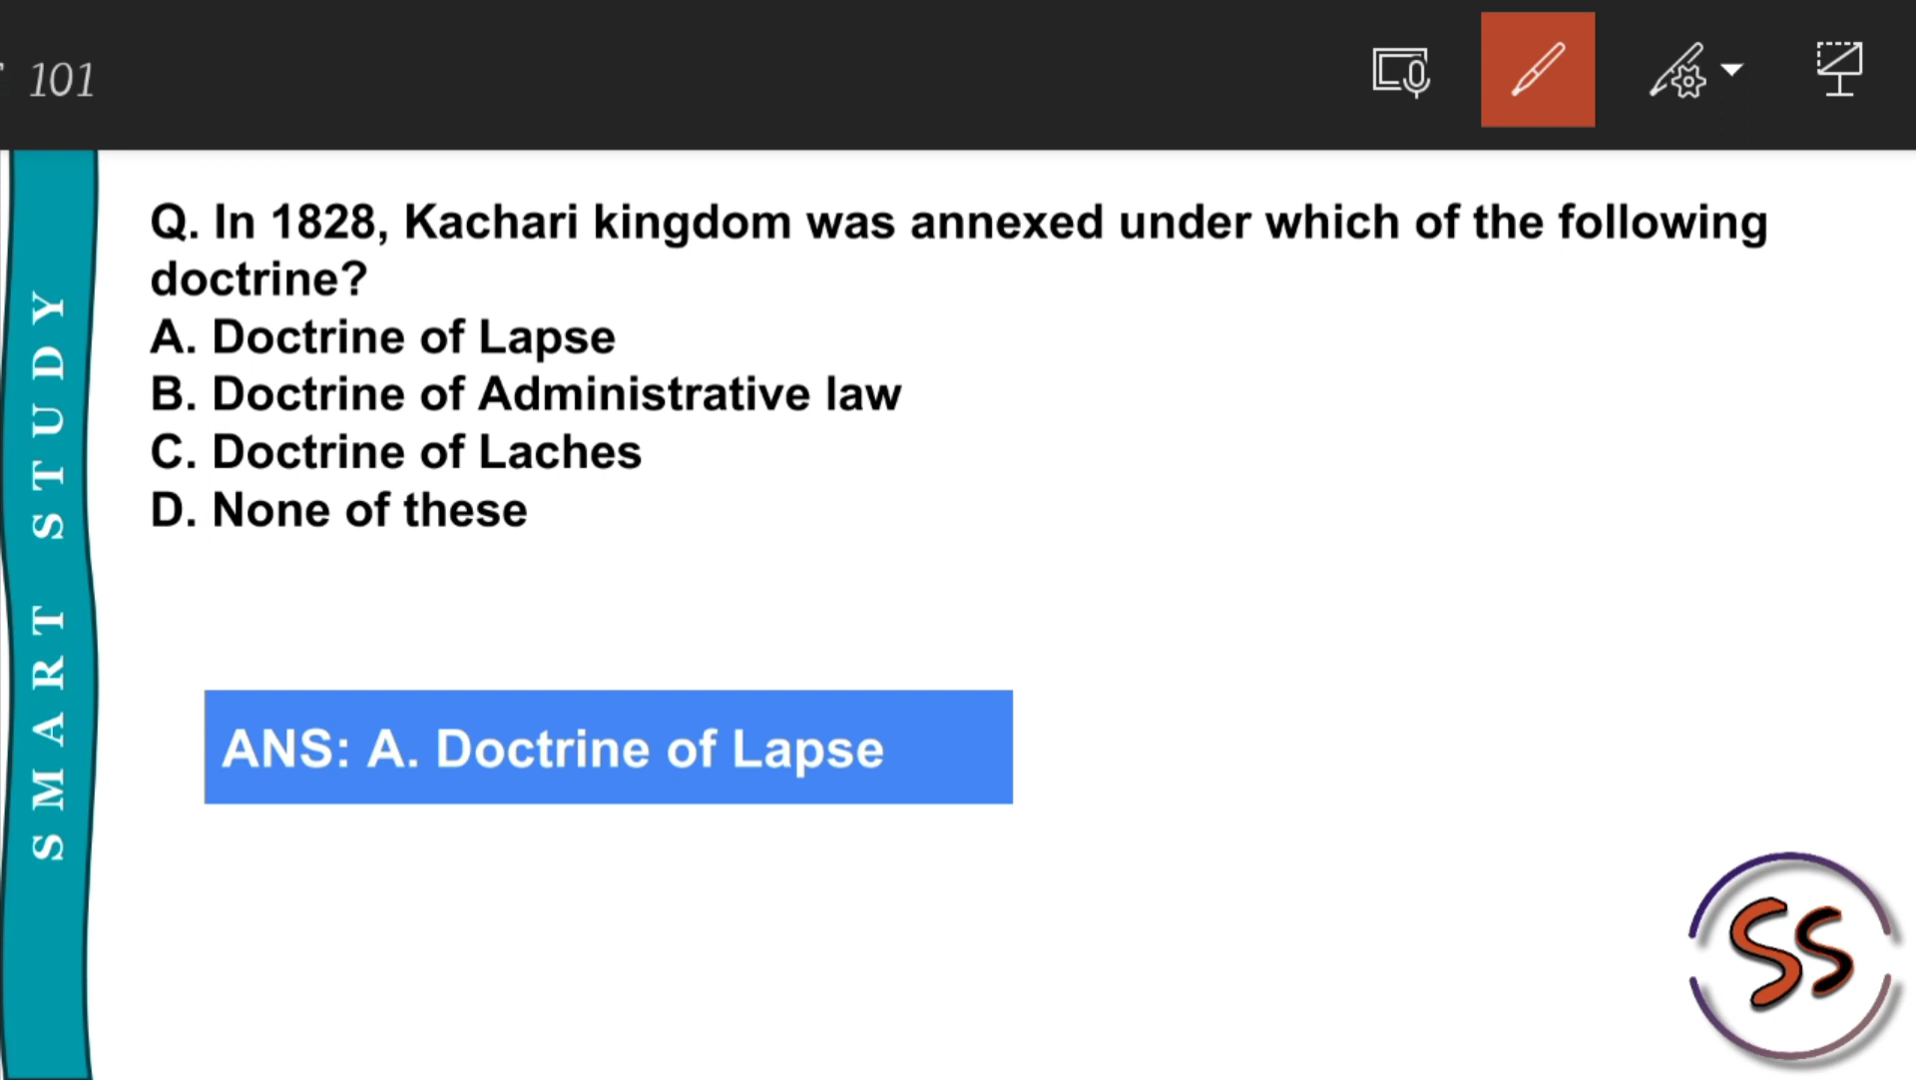 101
Q. In 1828, Kachari kingdom was annexed under which of the following
doctrine?
A. Doctrine of Lapse
B. Doctrine of Administrative law
C. Doctrine of Laches
D. None of these
ANS: A. Doctrine of Lapse
SMART STUDY
SS